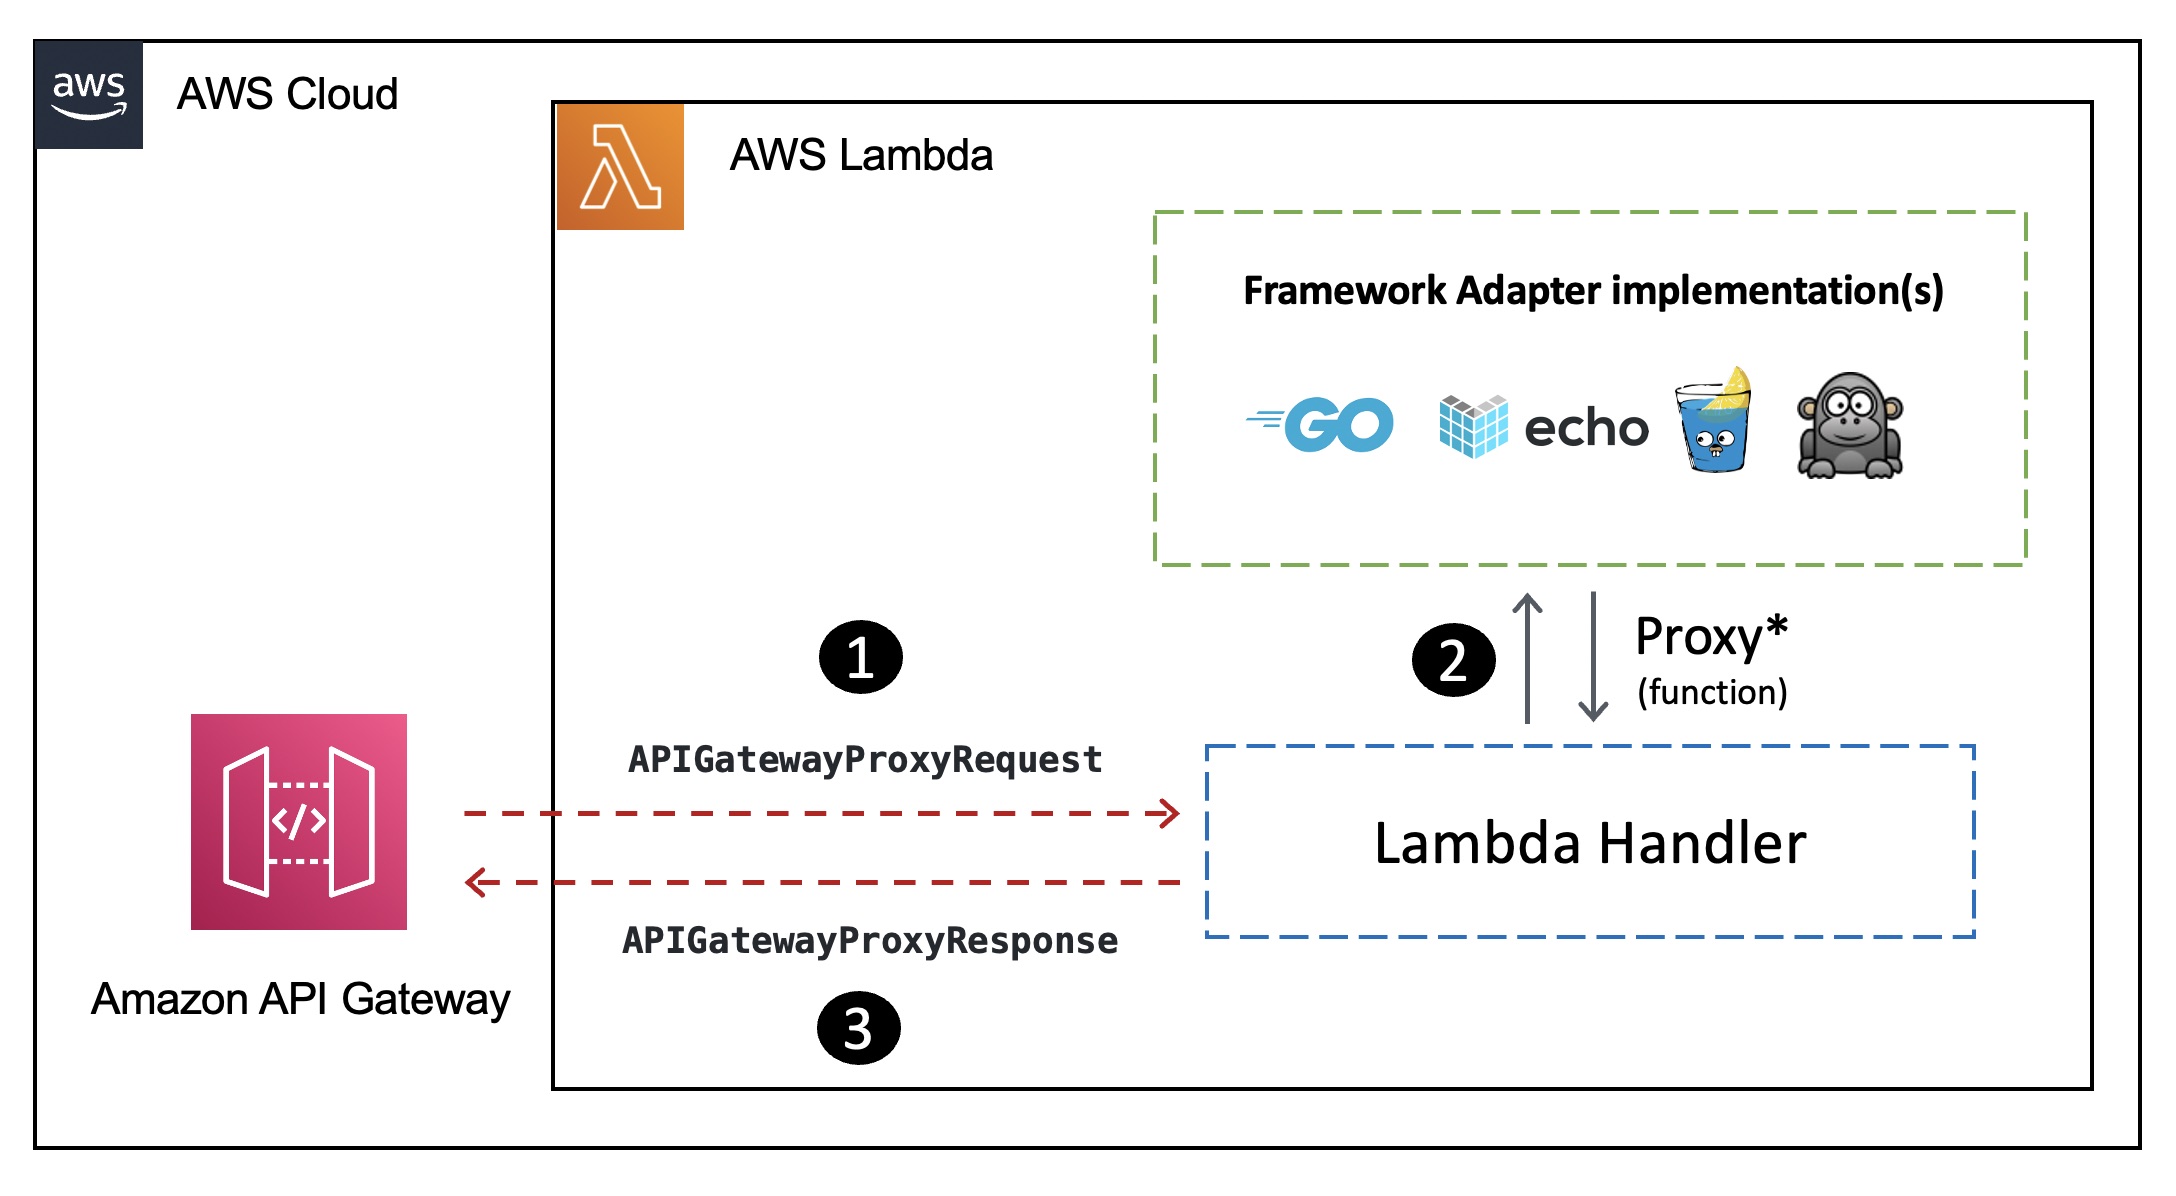 aws
AWS Cloud
AWS Lambda
Framework Adapter implementation(s)
GO
echo
1
2
Proxy*
(function)
APIGatewayProxyRequest
</>
Lambda Handler
APIGatewayProxyResponse
Amazon API Gateway
3